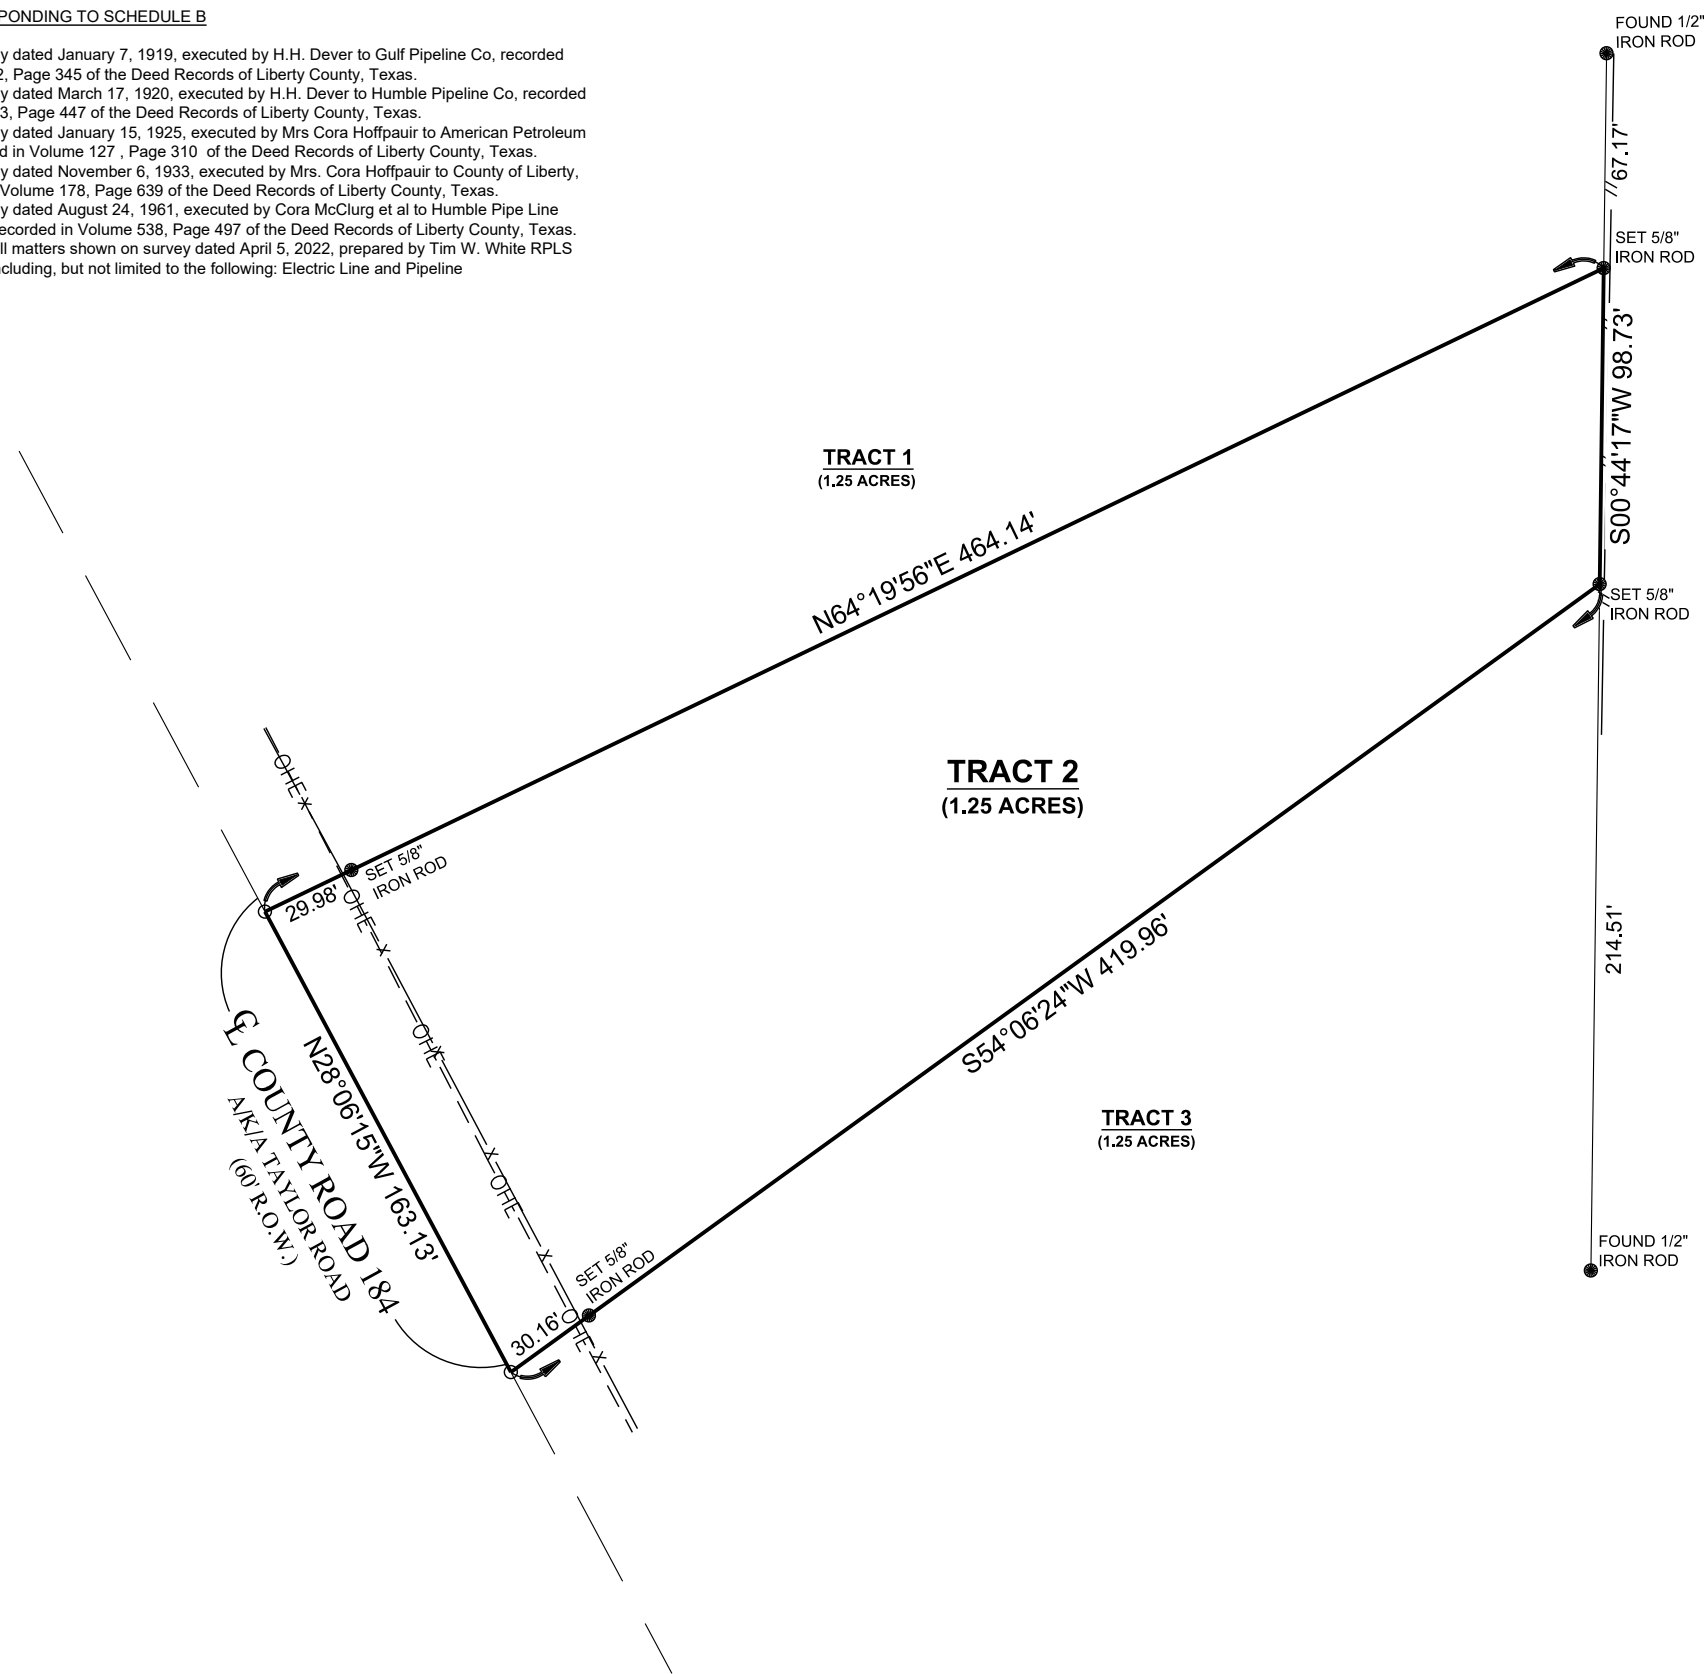 PONDING TO SCHEDULE B
y dated January 7, 1919, executed by H.H. Dever to Gulf Pipeline Co, recorded
2, Page 345 of the Deed Records of Liberty County, Texas.
y dated March 17, 1920, executed by H.H. Dever to Humble Pipeline Co, recorded
3, Page 447 of the Deed Records of Liberty County, Texas.
y dated January 15, 1925, executed by Mrs Cora Hoffpauir to American Petroleum
d in Volume 127 , Page 310 of the Deed Records of Liberty County, Texas.
y dated November 6, 1933, executed by Mrs. Cora Hoffpauir to County of Liberty,
Volume 178, Page 639 of the Deed Records of Liberty County, Texas.
y dated August 24, 1961, executed by Cora McClurg et al to Humble Pipe Line
ecorded in Volume 538, Page 497 of the Deed Records of Liberty County, Texas.
ll matters shown on survey dated April 5, 2022, prepared by Tim W. White RPLS
ncluding, but not limited to the following: Electric Line and Pipeline
FOUND 1/2"
IRON ROD
67.17'
SET 5/8"
IRON ROD
S00°44'17"W 98.73'
TRACT 1
(1.25 ACRES)
N64°19'56"E 464.14'
SET 5/8"
IRON ROD
TRACT 2
(1.25 ACRES)
OHE
SET 5/8"
IRON ROD
29.98'
OHE
214.51'
S54°06'24"W 419.96'
OHE
℄ COUNTY ROAD 184
A/K/A TAYLOR ROAD
(60' R.O.W.)
N28°06'15"W 163.13'
TRACT 3
(1.25 ACRES)
OHE
SET 5/8"
IRON ROD
30.16'
OHE
FOUND 1/2"
IRON ROD